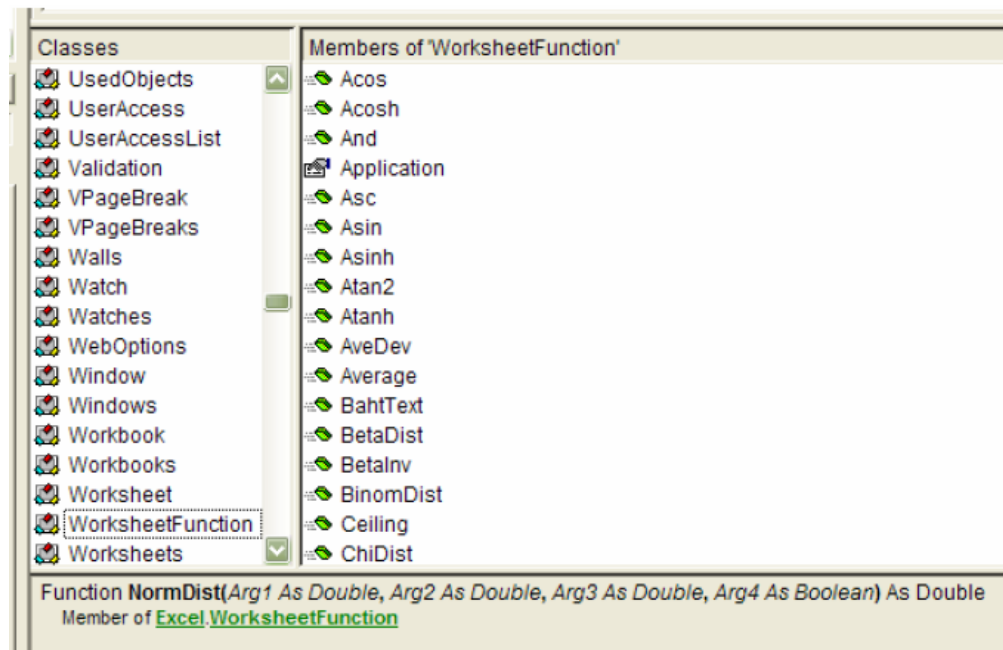 Classes
UsedObjects
UserAccess
UserAccessList
Validation
VPageBreak
VPageBreaks
Walls
Watch
Watches
WebOptions
Window
Windows
Workbook
Workbooks
Worksheet
WorksheetFunction
Worksheets
Members of 'WorksheetFunction'
Acos
Acosh
And
Application
Asc
Asin
Asinh
Atan2
Atanh
AveDev
Average
BahtText
BetaDist
BetaInv
BinomDist
Ceiling
ChiDist
Function NormDist(Arg1 As Double, Arg2 As Double, Arg3 As Double, Arg4 As Boolean) As Double
Member of Excel.WorksheetFunction